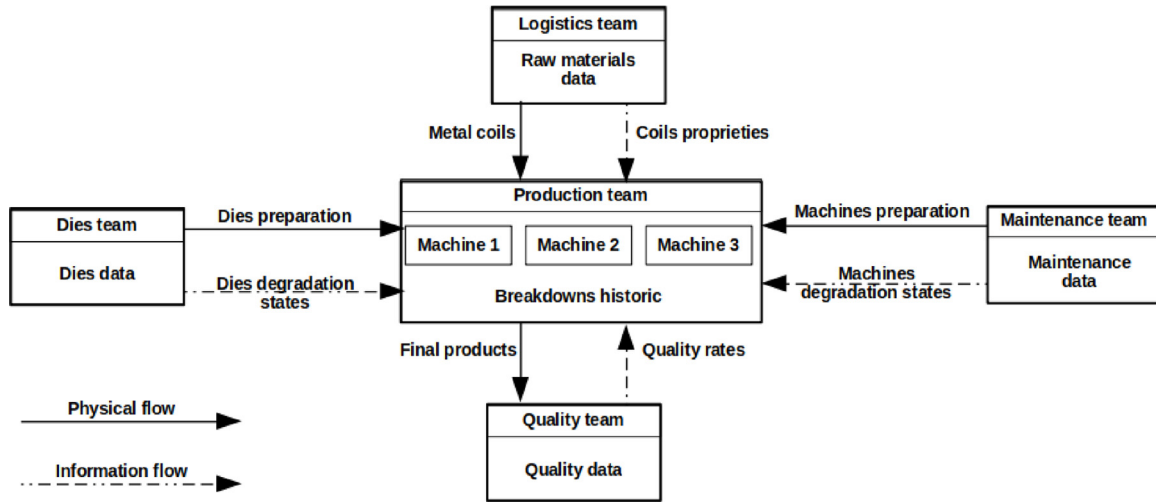 Logistics team
Raw materials
data
Metal coils
Coils proprieties
Production team
Machine 1
Machine 2
Machine 3
Breakdowns historic
Dies team
Dies data
Dies preparation
Dies degradation
states
Machines preparation
Machines
degradation states
Maintenance team
Maintenance
data
Final products
Quality rates
Quality team
Quality data
Physical flow
Information flow